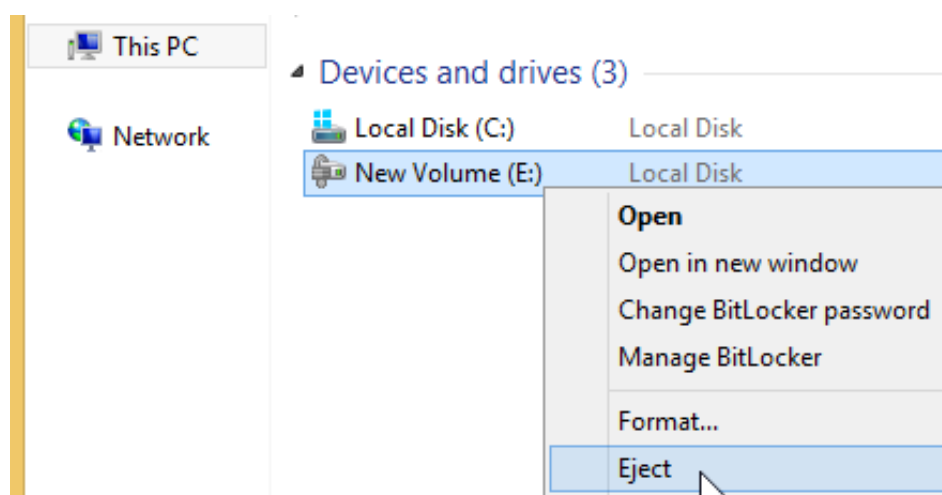 This PC
Devices and drives (3)
Network
Local Disk (C:) Local Disk
New Volume (E:) Local Disk
Open
Open in new window
Change BitLocker password
Manage BitLocker
Format...
Eject